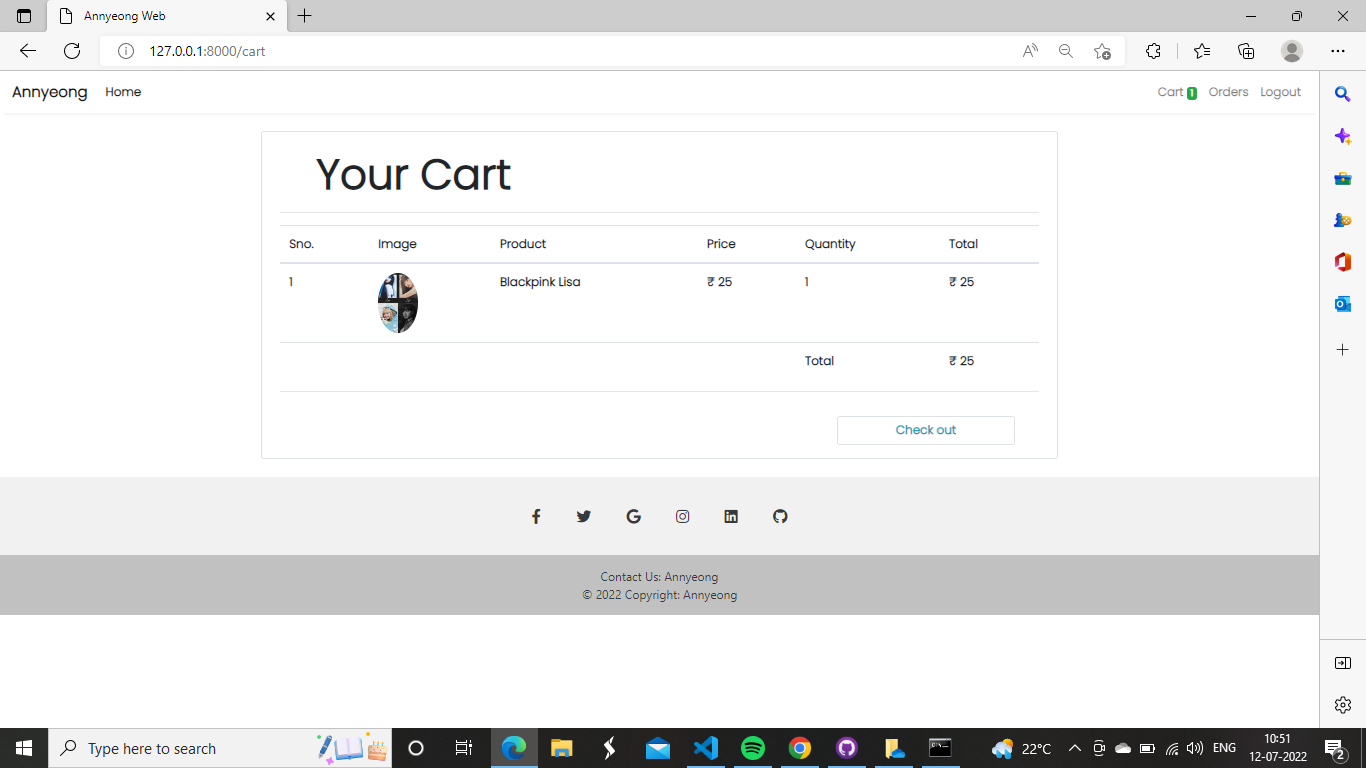 Annyeong Web
127.0.0.1:8000/cart
Annyeong Home Cart 1 Orders Logout
Your Cart
Sno. Image Product Price Quantity Total
1 Blackpink Lisa ₹ 25 1 ₹ 25
Total ₹ 25
Check out
Contact Us: Annyeong
© 2022 Copyright: Annyeong
Type here to search
22°C
ENG
10:51
12-07-2022
2